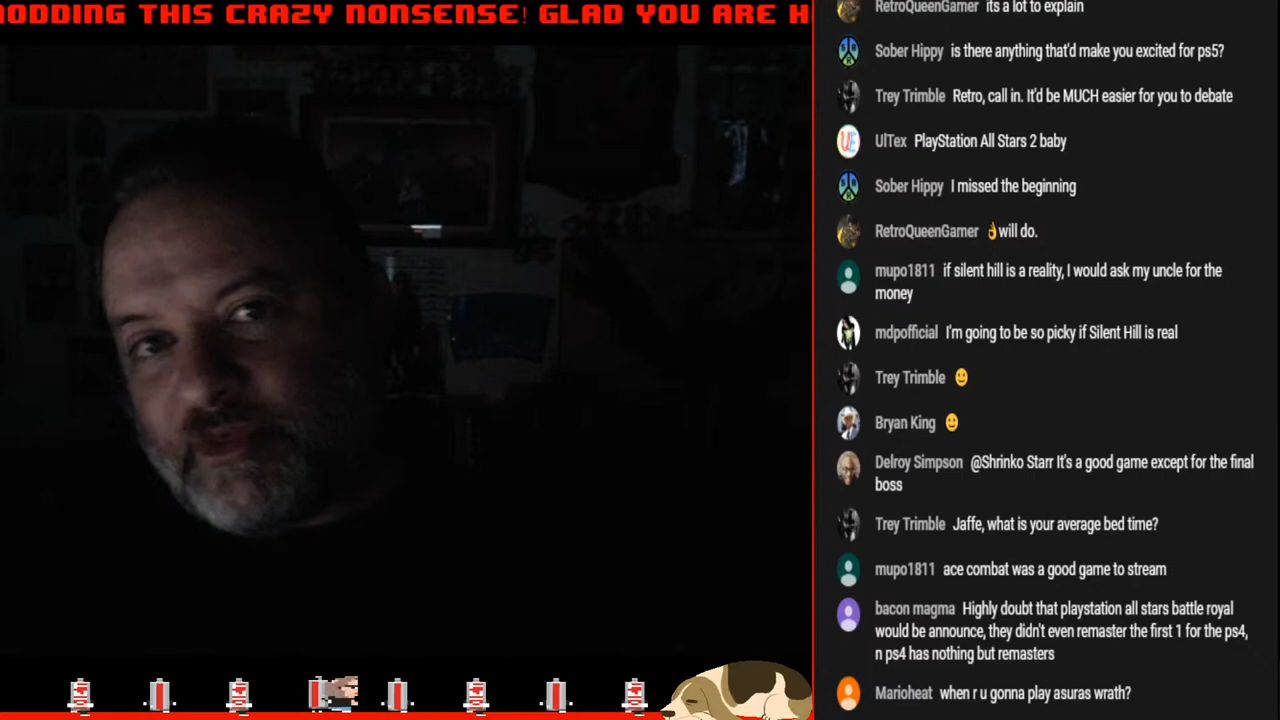 ODDING THIS CRAZY NONSENSE! GLAD YOU ARE H
RetroQueenGamer its a lot to explain
Sober Hippy is there anything that'd make you excited for ps5?
Trey Trimble Retro, call in. It'd be MUCH easier for you to debate
UlTex PlayStation All Stars 2 baby
Sober Hippy I missed the beginning
RetroQueenGamer 👌will do.
mupo1811 if silent hill is a reality, I would ask my uncle for the
money
mdpofficial I'm going to be so picky if Silent Hill is real
Trey Trimble 🙂
Bryan King 🙂
Delroy Simpson @Shrinko Starr It's a good game except for the final
boss
Trey Trimble Jaffe, what is your average bed time?
mupo1811 ace combat was a good game to stream
bacon magma Highly doubt that playstation all stars battle royal
would be announce, they didn't even remaster the first 1 for the ps4,
n ps4 has nothing but remasters
Marioheat when r u gonna play asuras wrath?